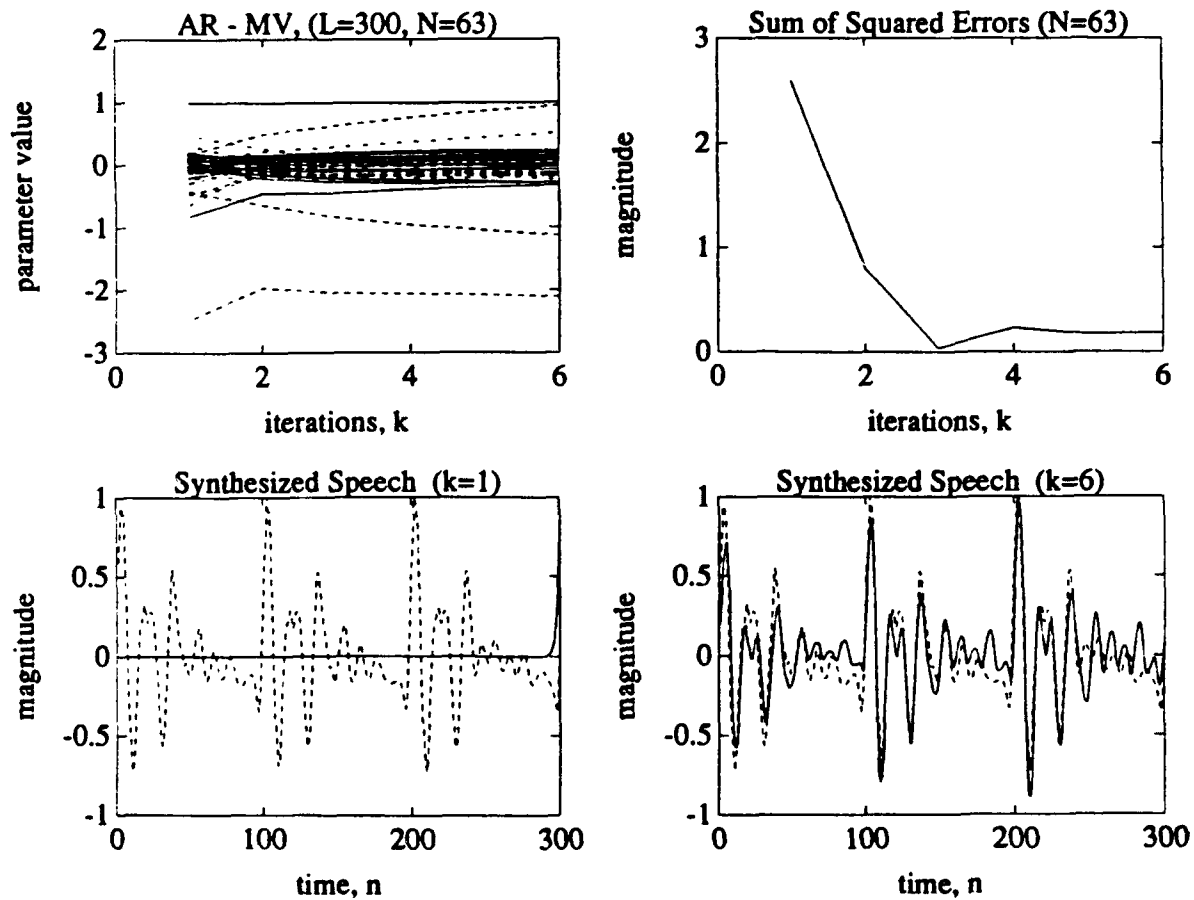 AR - MV, (L=300, N=63)
2
1
0
-1
-2
-3
parameter value
0 2 4 6
iterations, k
Sum of Squared Errors (N=63)
3
2
1
0
magnitude
0 2 4 6
iterations, k
Synthesized Speech (k=1)
1
0.5
0
-0.5
-1
magnitude
0 100 200 300
time, n
Synthesized Speech (k=6)
1
0.5
0
-0.5
-1
magnitude
0 100 200 300
time, n